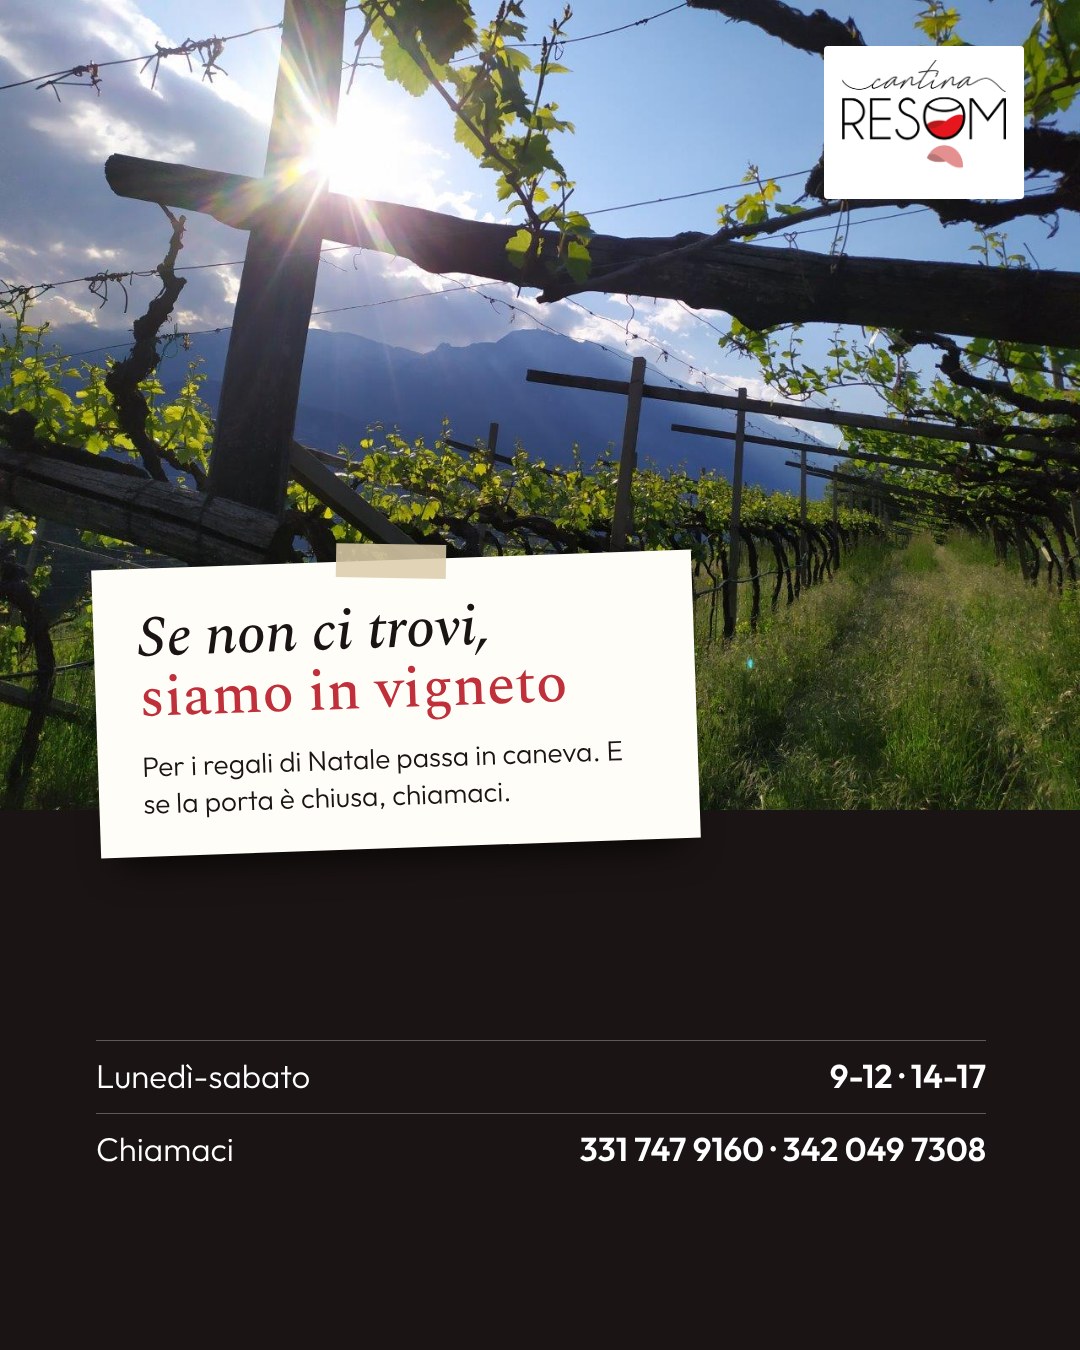 cantina
RESOM
Se non ci trovi,
siamo in vigneto
Per i regali di Natale passa in caneva. E
se la porta è chiusa, chiamaci.
Lunedì-sabato 9-12 · 14-17
Chiamaci 331 747 9160 · 342 049 7308